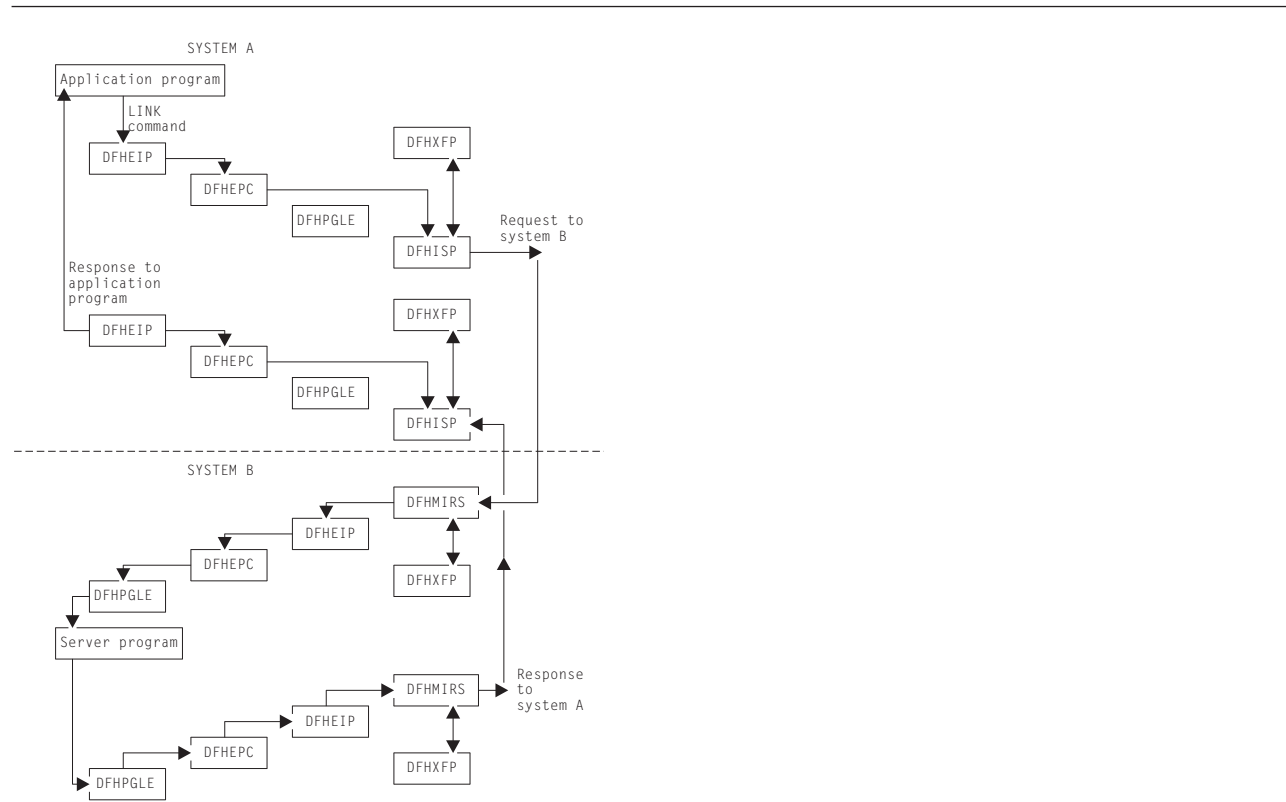 SYSTEM A
Application program
LINK
command
DFHEIP
DFHXFP
DFHEPC
DFHPGLE
Request to
system B
DFHISP
Response to
application
program
DFHXFP
DFHEIP
DFHEPC
DFHPGLE
DFHISP
SYSTEM B
DFHMIRS
DFHEIP
DFHEPC
DFHXFP
DFHPGLE
Server program
Response
to
system A
DFHMIRS
DFHEIP
DFHEPC
DFHXFP
DFHPGLE